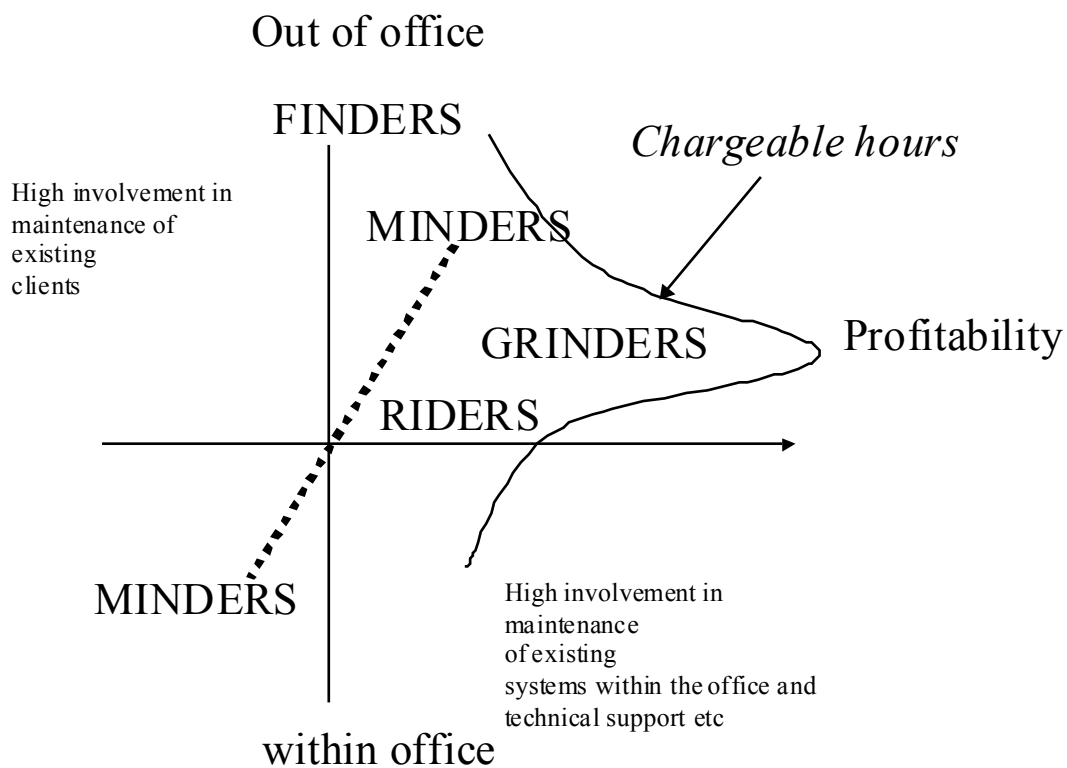 Out of office
FINDERS
Chargeable hours
High involvement in
maintenance of
existing
clients
MINDERS
GRINDERS
Profitability
RIDERS
MINDERS
High involvement in
maintenance
of existing
systems within the office and
technical support etc
within office